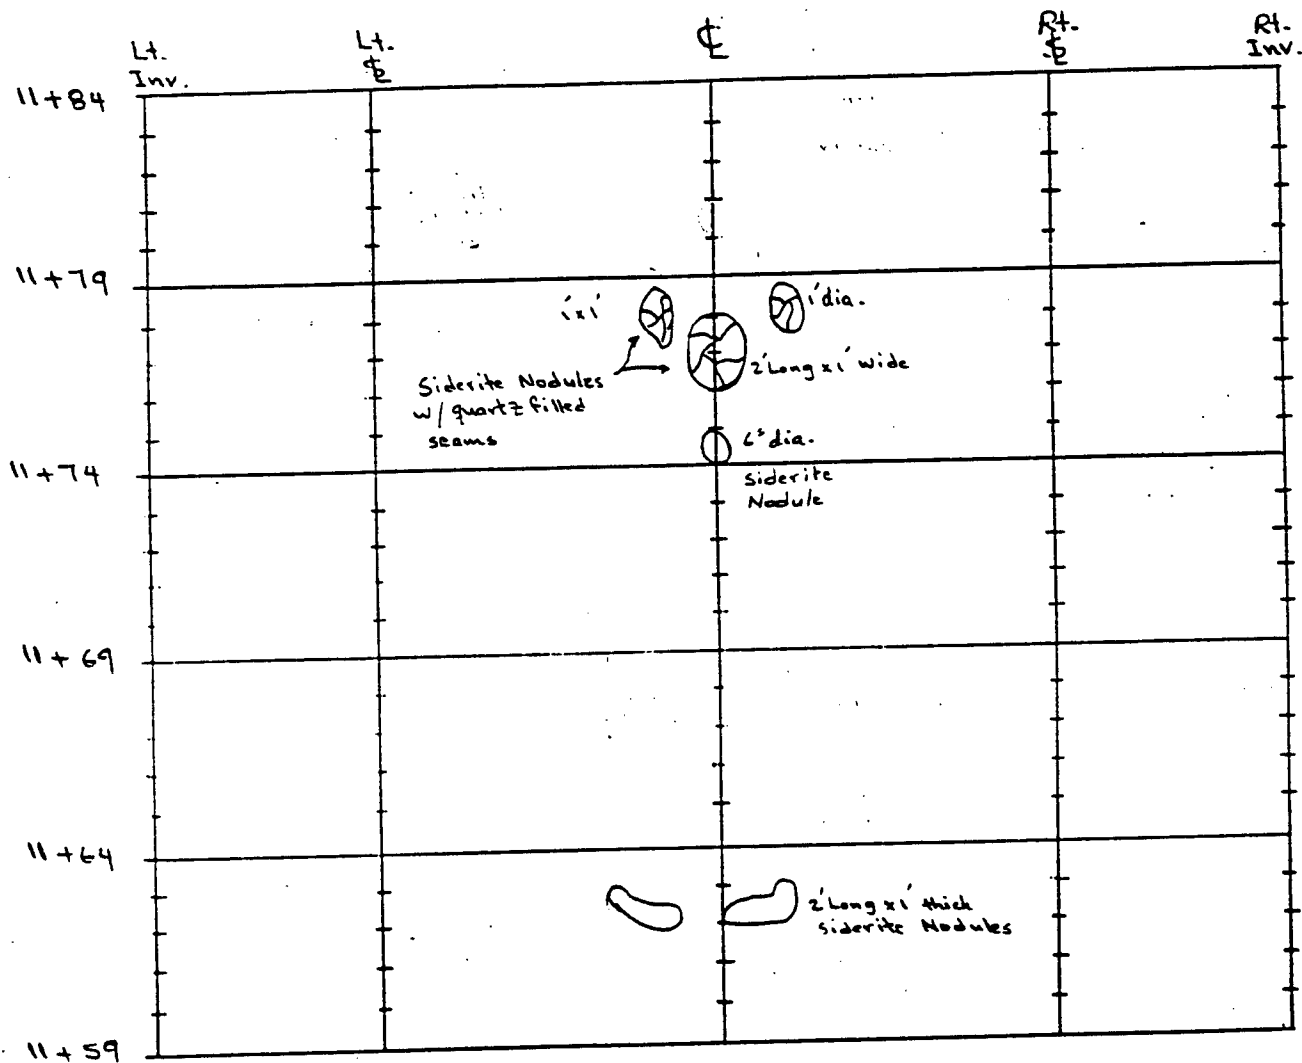 Lt.
Inv.
Lt.
℄
℄
Rt.
℄
Rt.
Inv.
11+84
11+79
1'x1'
1'dia.
2'Long x1' wide
Siderite Nodules
w/ quartz filled
seams
6" dia.
11+74
Siderite
Nodule
11+69
11+64
2'Long x1' thick
Siderite Nodules
11+59